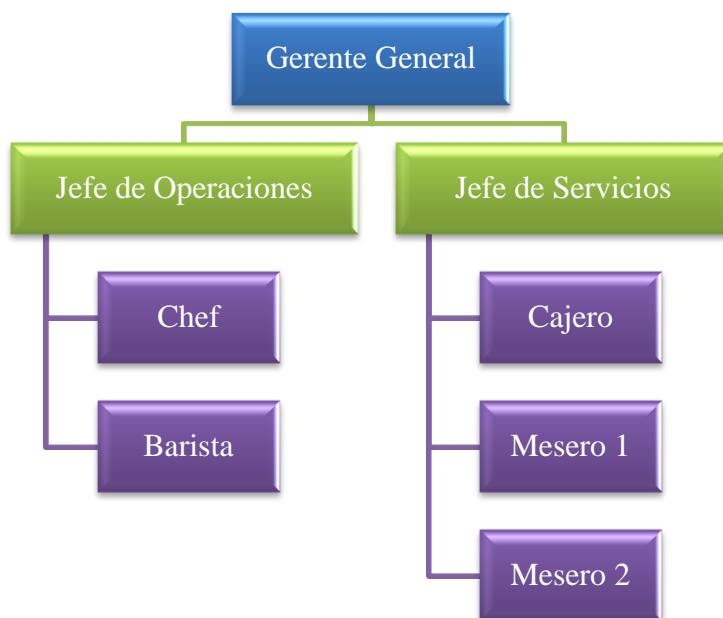 Gerente General
Jefe de Operaciones
Jefe de Servicios
Chef
Cajero
Barista
Mesero 1
Mesero 2